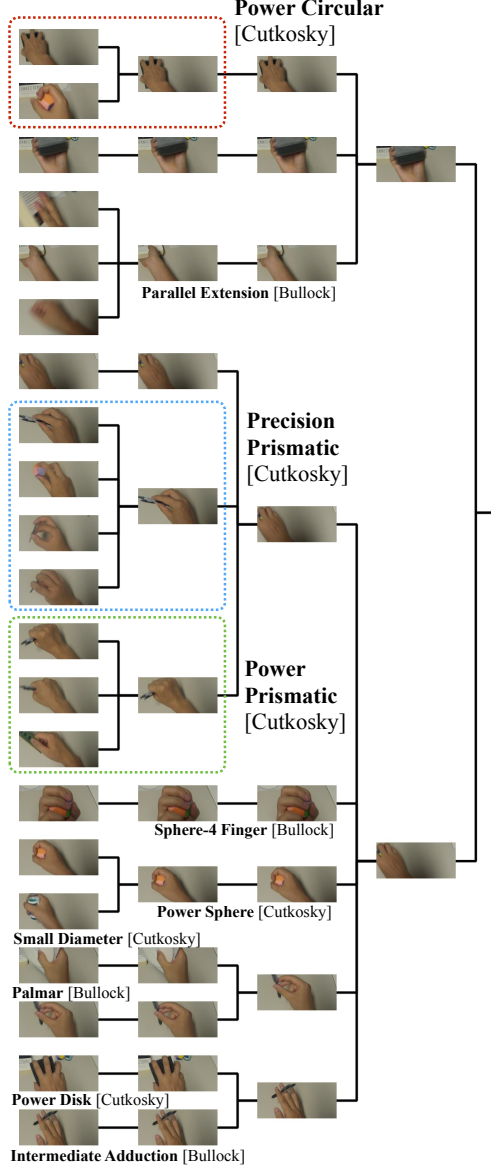 Power Circular
[Cutkosky]
Parallel Extension [Bullock]
Precision
Prismatic
[Cutkosky]
Power
Prismatic
[Cutkosky]
Sphere-4 Finger [Bullock]
Power Sphere [Cutkosky]
Small Diameter [Cutkosky]
Palmar [Bullock]
Power Disk [Cutkosky]
Intermediate Adduction [Bullock]